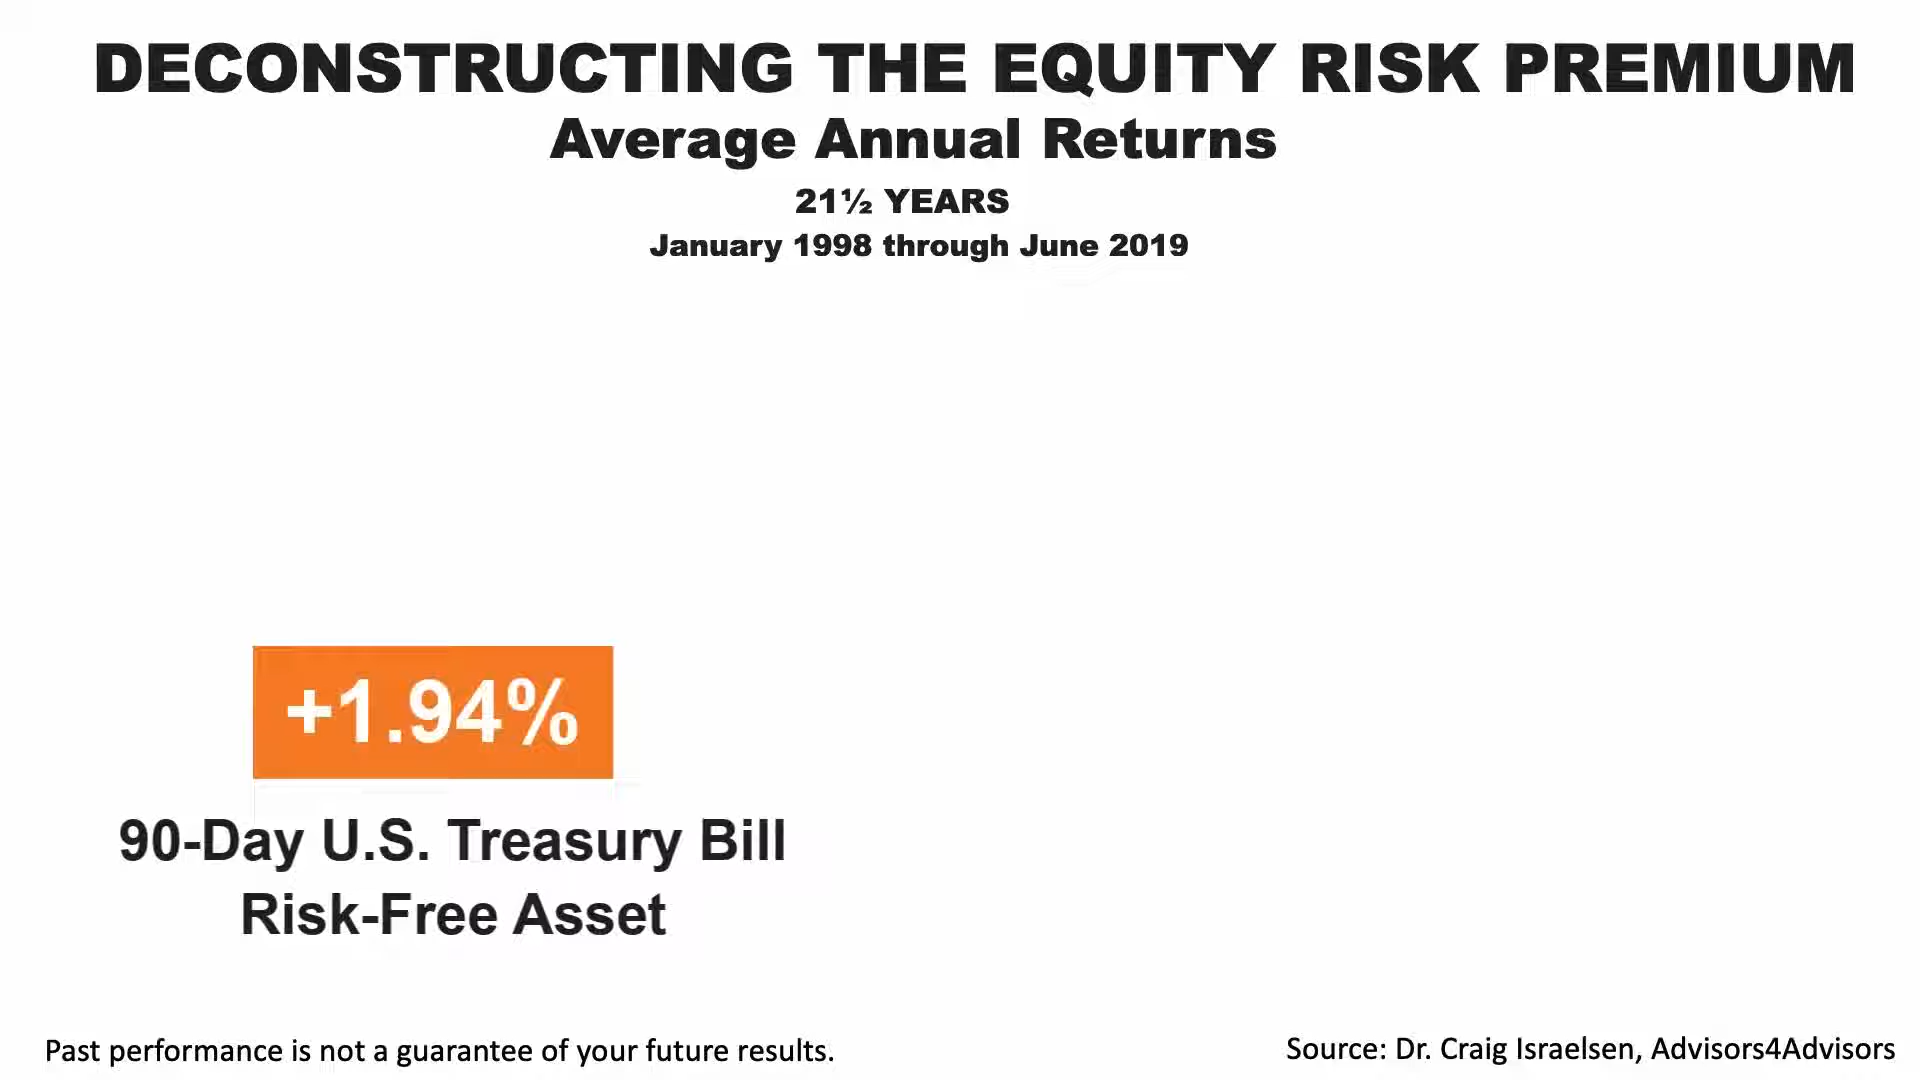 DECONSTRUCTING THE EQUITY RISK PREMIUM
Average Annual Returns
21½ YEARS
January 1998 through June 2019
+1.94%
90-Day U.S. Treasury Bill
Risk-Free Asset
Past performance is not a guarantee of your future results.
Source: Dr. Craig Israelsen, Advisors4Advisors